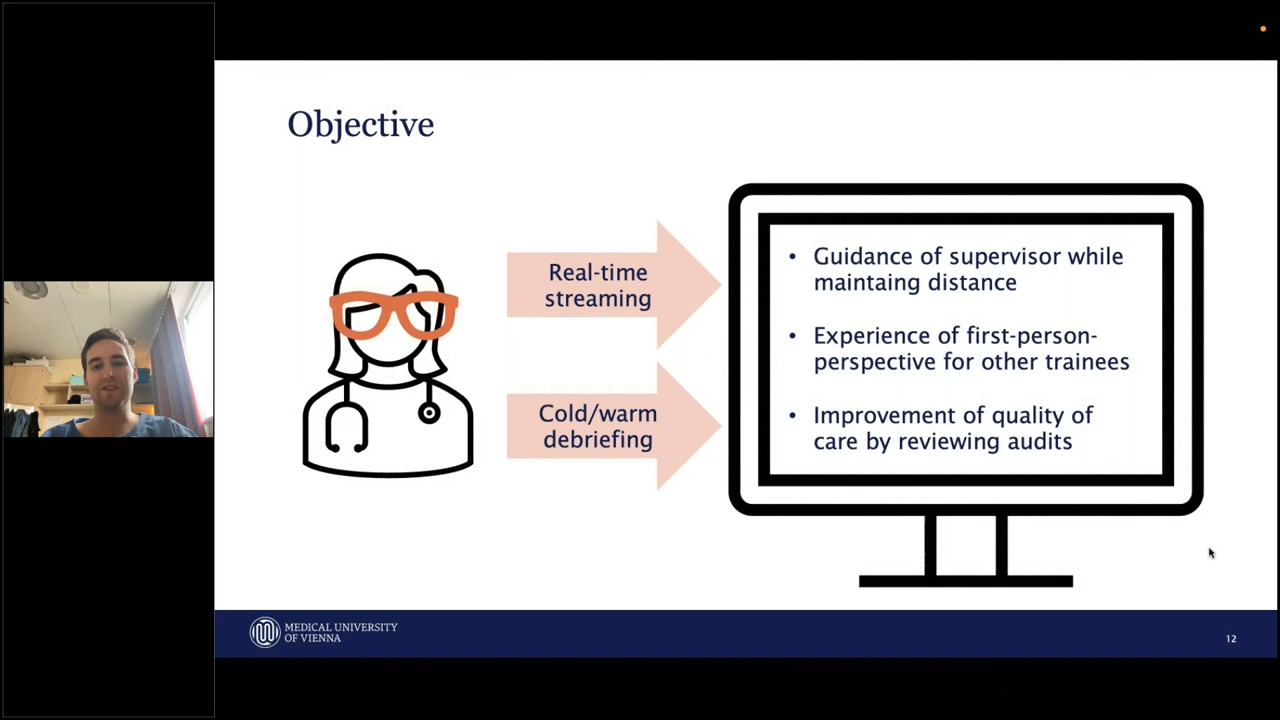 Objective
Real-time
streaming
Cold/warm
debriefing
• Guidance of supervisor while
maintaing distance
• Experience of first-person-
perspective for other trainees
• Improvement of quality of
care by reviewing audits
MEDICAL UNIVERSITY
OF VIENNA
12